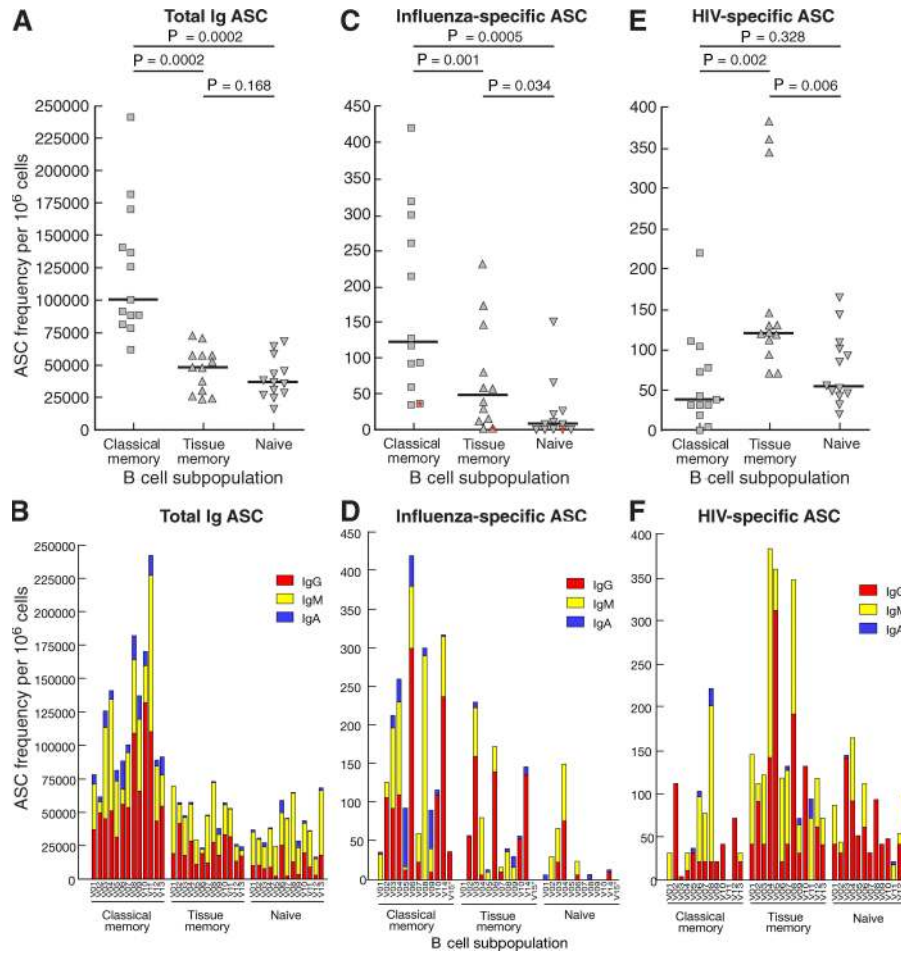 A Total Ig ASC
P = 0.0002
P = 0.0002
P = 0.168
250000
225000
200000
175000
150000
125000
100000
75000
50000
25000
0
ASC frequency per 10⁶ cells
Classical memory
Tissue memory
Naive
B cell subpopulation
C Influenza-specific ASC
P = 0.0005
P = 0.001
P = 0.034
450
400
350
300
250
200
150
100
50
0
Classical memory
Tissue memory
Naive
B cell subpopulation
E HIV-specific ASC
P = 0.328
P = 0.002
P = 0.006
400
350
300
250
200
150
100
50
0
Classical memory
Tissue memory
Naive
B cell subpopulation
B Total Ig ASC
250000
225000
200000
175000
150000
125000
100000
75000
50000
25000
0
ASC frequency per 10⁶ cells
IgG
IgM
IgA
Classical memory
Tissue memory
Naive
D Influenza-specific ASC
450
400
350
300
250
200
150
100
50
0
IgG
IgM
IgA
Classical memory
Tissue memory
Naive
B cell subpopulation
F HIV-specific ASC
400
350
300
250
200
150
100
50
0
IgG
IgM
IgA
Classical memory
Tissue memory
Naive